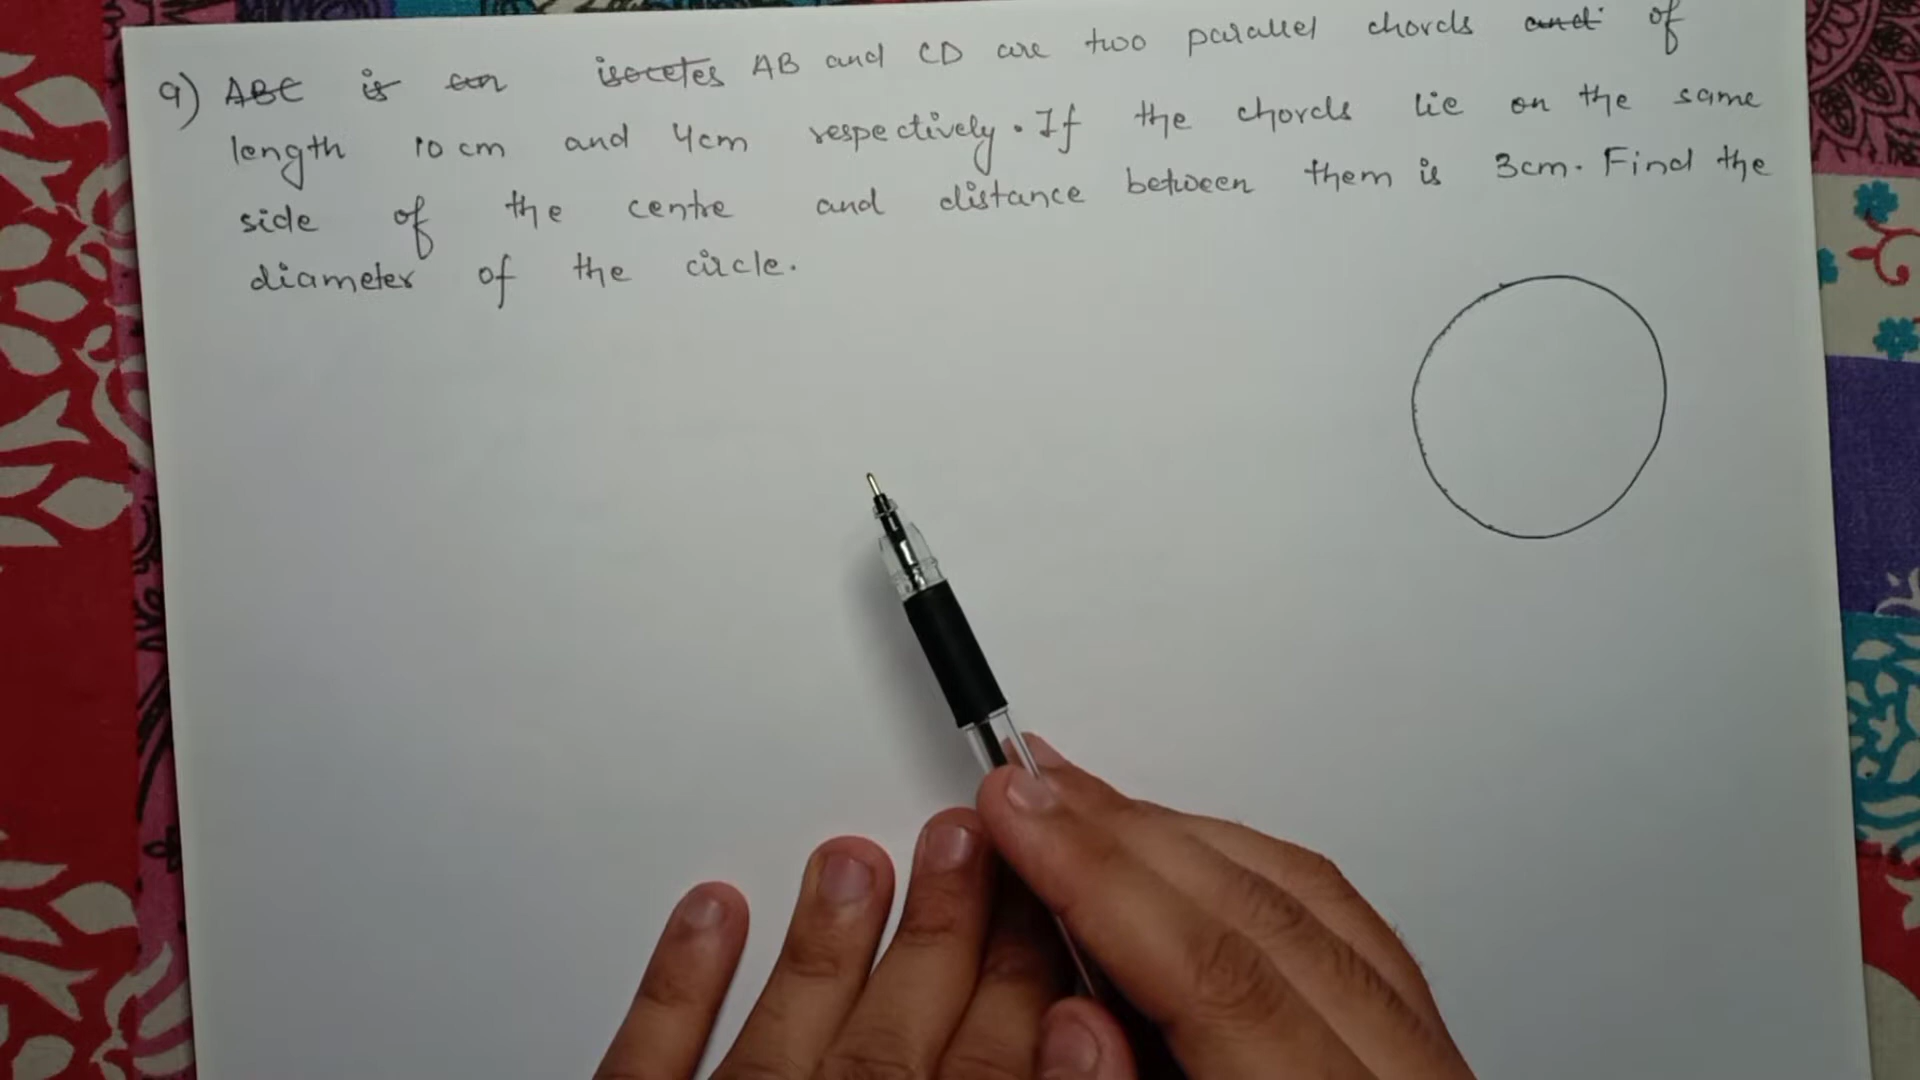 9) ABC is an isoceles AB and CD are two parallel chords and of
length 10 cm and 4cm respectively. If the chords lie on the same
side of the centre and distance between them is 3cm. Find the
diameter of the circle.